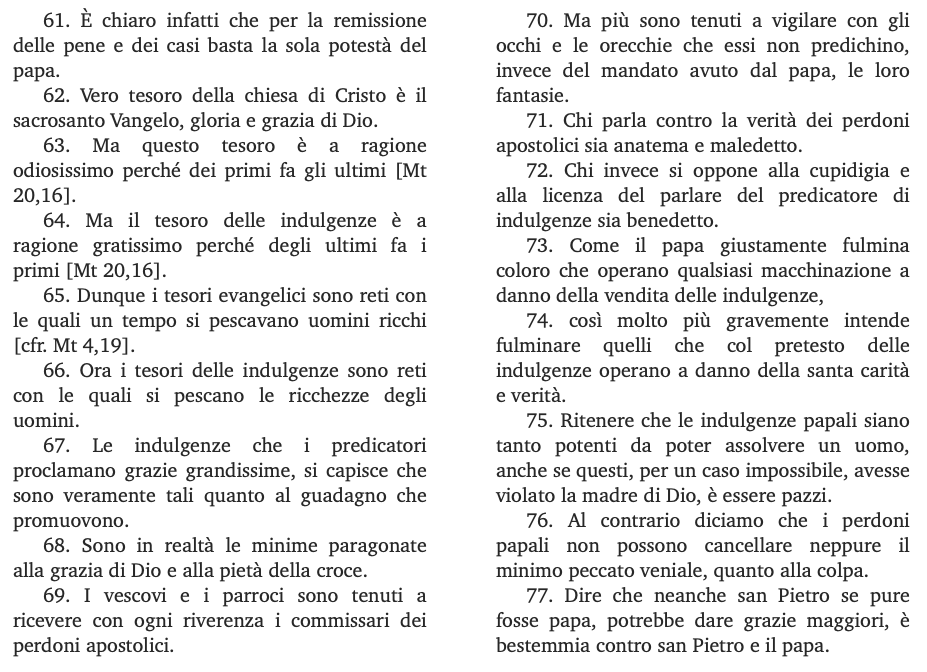 61. È chiaro infatti che per la remissione
delle pene e dei casi basta la sola potestà del
papa.
62. Vero tesoro della chiesa di Cristo è il
sacrosanto Vangelo, gloria e grazia di Dio.
63. Ma questo tesoro è a ragione
odiosissimo perché dei primi fa gli ultimi [Mt
20,16].
64. Ma il tesoro delle indulgenze è a
ragione gratissimo perché degli ultimi fa i
primi [Mt 20,16].
65. Dunque i tesori evangelici sono reti con
le quali un tempo si pescavano uomini ricchi
[cfr. Mt 4,19].
66. Ora i tesori delle indulgenze sono reti
con le quali si pescano le ricchezze degli
uomini.
67. Le indulgenze che i predicatori
proclamano grazie grandissime, si capisce che
sono veramente tali quanto al guadagno che
promuovono.
68. Sono in realtà le minime paragonate
alla grazia di Dio e alla pietà della croce.
69. I vescovi e i parroci sono tenuti a
ricevere con ogni riverenza i commissari dei
perdoni apostolici.
70. Ma più sono tenuti a vigilare con gli
occhi e le orecchie che essi non predichino,
invece del mandato avuto dal papa, le loro
fantasie.
71. Chi parla contro la verità dei perdoni
apostolici sia anatema e maledetto.
72. Chi invece si oppone alla cupidigia e
alla licenza del parlare del predicatore di
indulgenze sia benedetto.
73. Come il papa giustamente fulmina
coloro che operano qualsiasi macchinazione a
danno della vendita delle indulgenze,
74. così molto più gravemente intende
fulminare quelli che col pretesto delle
indulgenze operano a danno della santa carità
e verità.
75. Ritenere che le indulgenze papali siano
tanto potenti da poter assolvere un uomo,
anche se questi, per un caso impossibile, avesse
violato la madre di Dio, è essere pazzi.
76. Al contrario diciamo che i perdoni
papali non possono cancellare neppure il
minimo peccato veniale, quanto alla colpa.
77. Dire che neanche san Pietro se pure
fosse papa, potrebbe dare grazie maggiori, è
bestemmia contro san Pietro e il papa.